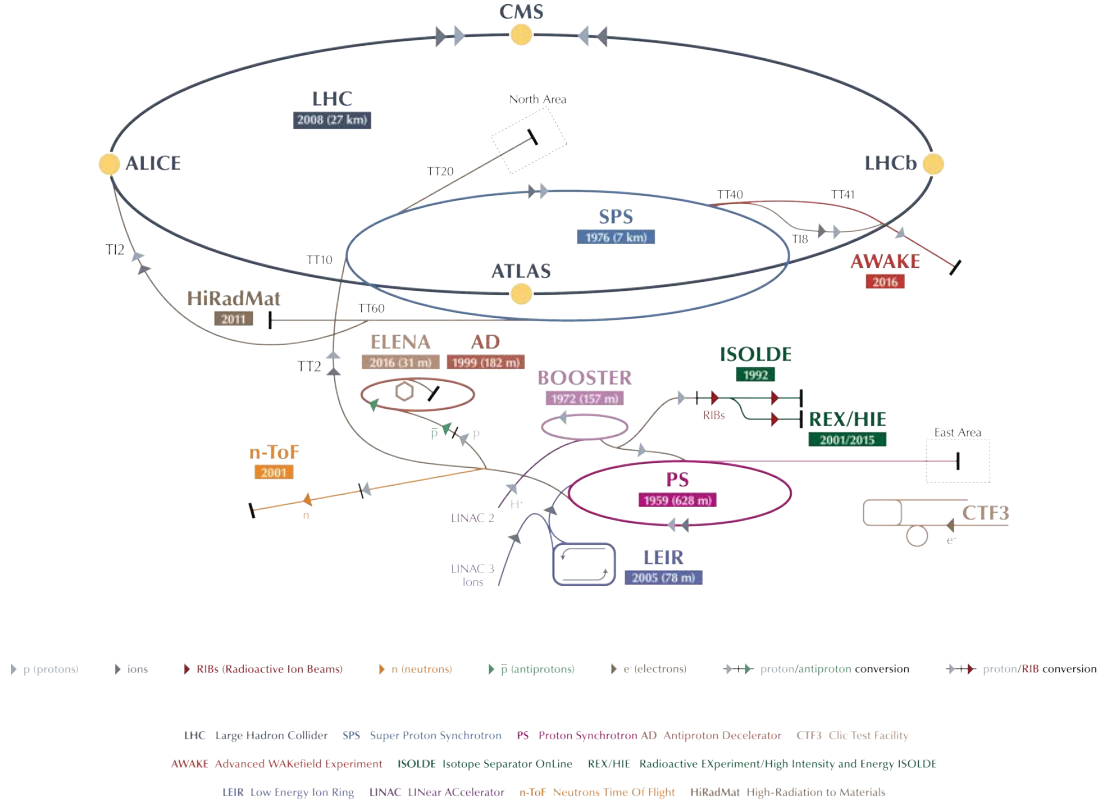 CMS
LHC
2008 (27 km)
North Area
ALICE
LHCb
TT20
TT40
TT41
SPS
1976 (7 km)
TI8
TI2
TT10
ATLAS
AWAKE
2016
HiRadMat
2011
TT60
ELENA
2016 (31 m)
AD
1999 (182 m)
TT2
BOOSTER
1972 (157 m)
ISOLDE
1992
RIBs
REX/HIE
2001/2015
p̅
p
East Area
n-ToF
2001
PS
1959 (628 m)
n
H⁻
LINAC 2
CTF3
e⁻
LEIR
2005 (78 m)
LINAC 3
Ions
p (protons) ions RIBs (Radioactive Ion Beams) n (neutrons) p̅ (antiprotons) e⁻ (electrons) proton/antiproton conversion proton/RIB conversion
LHC Large Hadron Collider SPS Super Proton Synchrotron PS Proton Synchrotron AD Antiproton Decelerator CTF3 Clic Test Facility
AWAKE Advanced WAKefield Experiment ISOLDE Isotope Separator OnLine REX/HIE Radioactive EXperiment/High Intensity and Energy ISOLDE
LEIR Low Energy Ion Ring LINAC LINear ACcelerator n-ToF Neutrons Time Of Flight HiRadMat High-Radiation to Materials